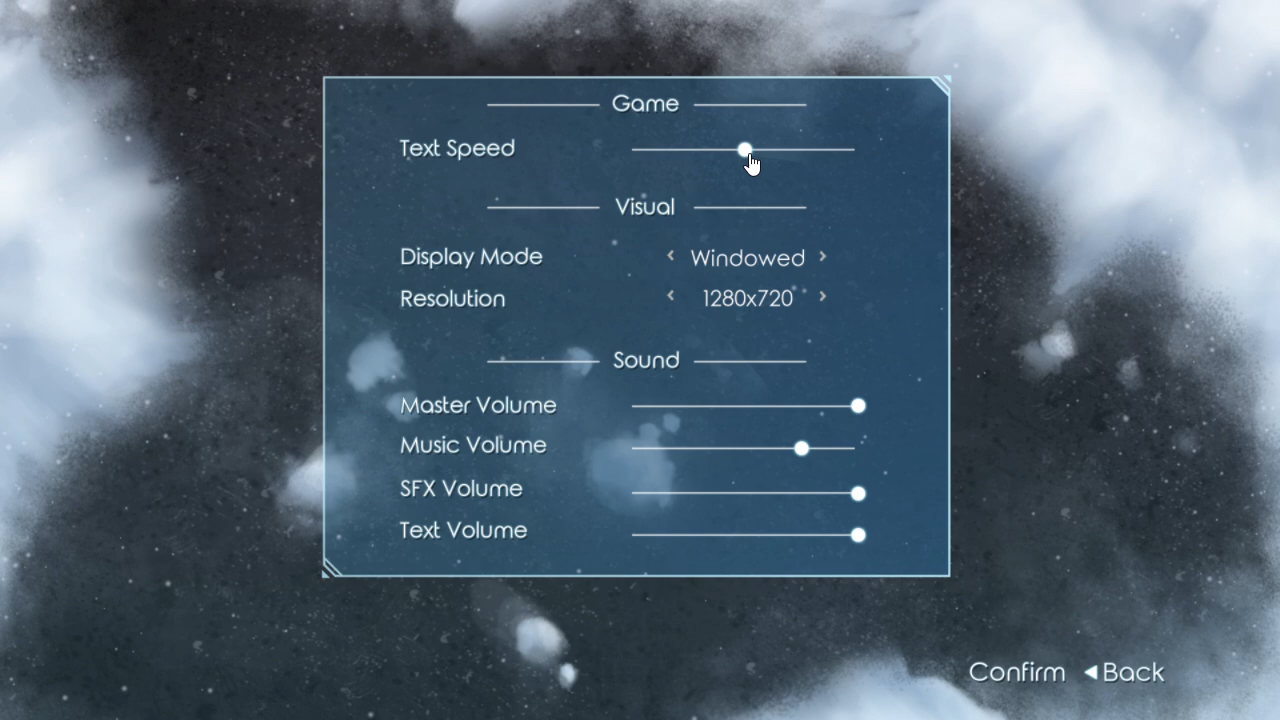 Game
Text Speed
Visual
Display Mode Windowed
Resolution 1280x720
Sound
Master Volume
Music Volume
SFX Volume
Text Volume
Confirm Back